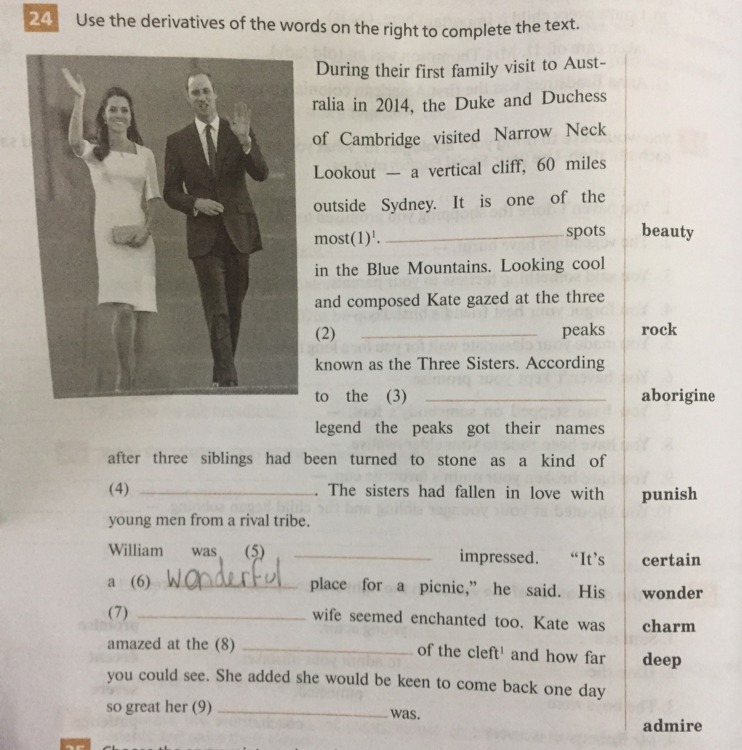 24 Use the derivatives of the words on the right to complete the text.
During their first family visit to Aust-
ralia in 2014, the Duke and Duchess
of Cambridge visited Narrow Neck
Lookout — a vertical cliff, 60 miles
outside Sydney. It is one of the
most(1)¹. ____________ spots beauty
in the Blue Mountains. Looking cool
and composed Kate gazed at the three
(2) ____________ peaks rock
known as the Three Sisters. According
to the (3) ____________ aborigine
legend the peaks got their names
after three siblings had been turned to stone as a kind of
(4) ____________. The sisters had fallen in love with punish
young men from a rival tribe.
William was (5) ____________ impressed. “It’s certain
a (6) wonderful place for a picnic,” he said. His wonder
(7) ____________ wife seemed enchanted too. Kate was charm
amazed at the (8) ____________ of the cleft¹ and how far deep
you could see. She added she would be keen to come back one day
so great her (9) ____________ was. admire